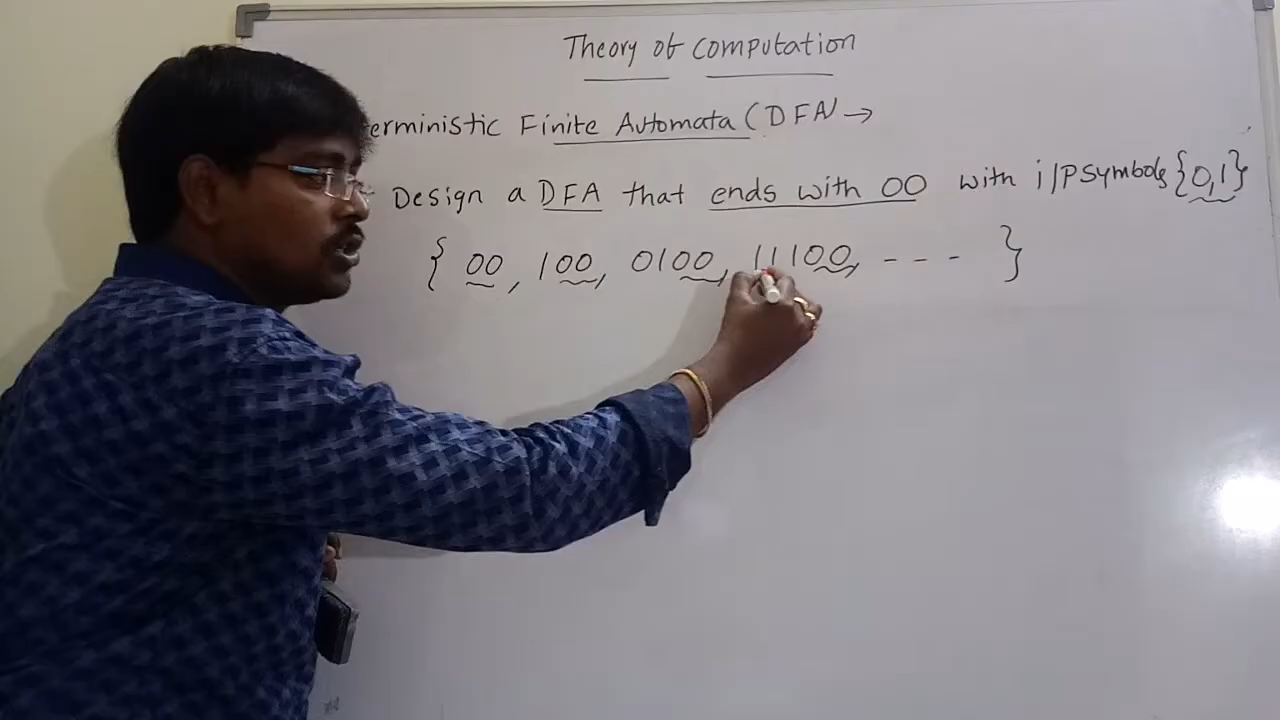 Theory of Computation
erministic Finite Automata (DFA →
Design a DFA that ends with 00 with i/p symbols {0,1}
{ 00, 100, 0100, 11100, - - - }